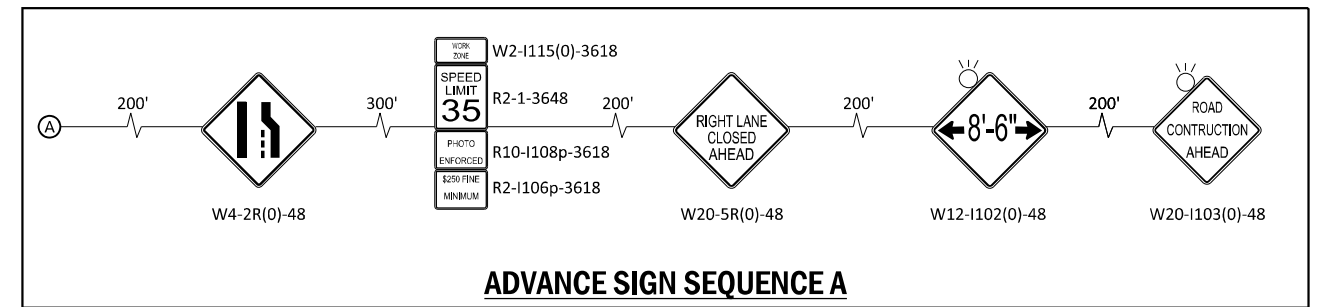 WORK
ZONE
W2-I115(0)-3618
200'
300'
SPEED
LIMIT
35
R2-1-3648
200'
200'
200'
A
RIGHT LANE
CLOSED
AHEAD
8'-6"
ROAD
CONTRUCTION
AHEAD
PHOTO
ENFORCED
R10-I108p-3618
$250 FINE
MINIMUM
R2-I106p-3618
W4-2R(0)-48
W20-5R(0)-48
W12-I102(0)-48
W20-I103(0)-48
ADVANCE SIGN SEQUENCE A